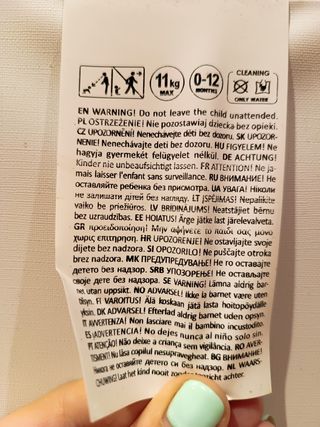 11kg
MAX
0-12
MONTHS
CLEANING
ONLY WATER
EN WARNING! Do not leave the child unattended.
PL OSTRZEŻENIE! Nie pozostawiaj dziecka bez opieki.
CZ UPOZORNĚNÍ! Nenechávejte děti bez dozoru. SK UPOZOR-
NENIE! Nenechávajte deti bez dozoru. HU FIGYELEM! Ne
hagyja gyermekét felügyelet nélkül. DE ACHTUNG!
Kinder nie unbeaufsichtigt lassen. FR ATTENTION! Ne ja-
mais laisser l'enfant sans surveillance. RU ВНИМАНИЕ! Не
оставляйте ребенка без присмотра. UA УВАГА! Ніколи
не залишати дітей без нагляду. LT ĮSPĖJIMAS! Nepalikite
vaiko be priežiūros. LV BRĪDINĀJUMS! Neatstājiet bērnu
bez uzraudzības. EE HOIATUS! Ärge jätke last järelevalveta.
GR προειδοποίηση! Μην αφήνετε το παιδί σας μόνο
χωρίς επιτήρηση. HR UPOZORENJE! Ne ostavljajte svoje
dijete bez nadzora. SI OPOZORILO! Ne puščajte otroka
brez nadzora. MK ПРЕДУПРЕДУВАЊЕ! Не го оставајте
детето без надзор. SRB УПОЗОРЕЊЕ! Не остављајте
своје дете без надзора. SE VARNING! Lämna aldrig bar-
net utan uppsikt. NO ADVARSEL! Ikke la barnet være uten
tilsyn. FI VAROITUS! Älä koskaan jätä lasta hoitopöydälle
yksin. DK ADVARSEL! Efterlad aldrig barnet uden opsyn.
IT AVVERTENZA! Non lasciare mai il bambino incustodito.
ES ¡ADVERTENCIA! No dejes nunca al niño solo sin
PT ATENÇÃO! Não deixe a criança sem vigilância. RO AVER-
TISMENT! Nu lăsa copilul nesupravegheat. BG ВНИМАНИЕ!
Никога не оставяйте детето си без надзор. NL WAARS-
CHUWING! Laat het kind nooit zonder toezicht achter.